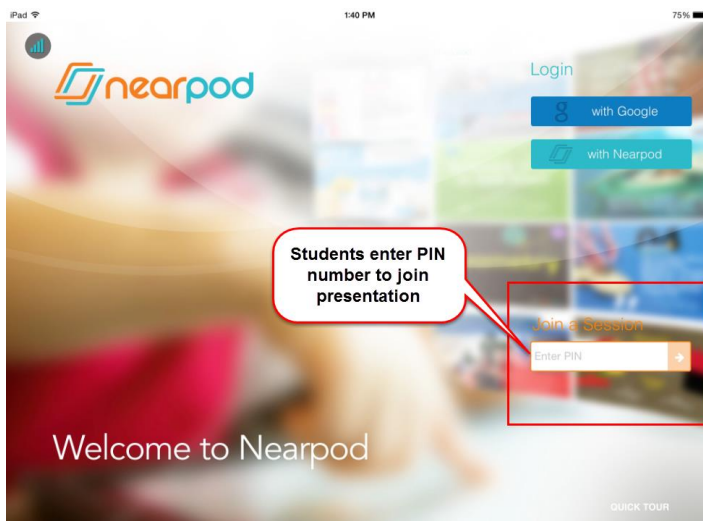 iPad 1:40 PM 75%
nearpod
Login
with Google
with Nearpod
Students enter PIN
number to join
presentation
Join a Session
Enter PIN
Welcome to Nearpod
QUICK TOUR